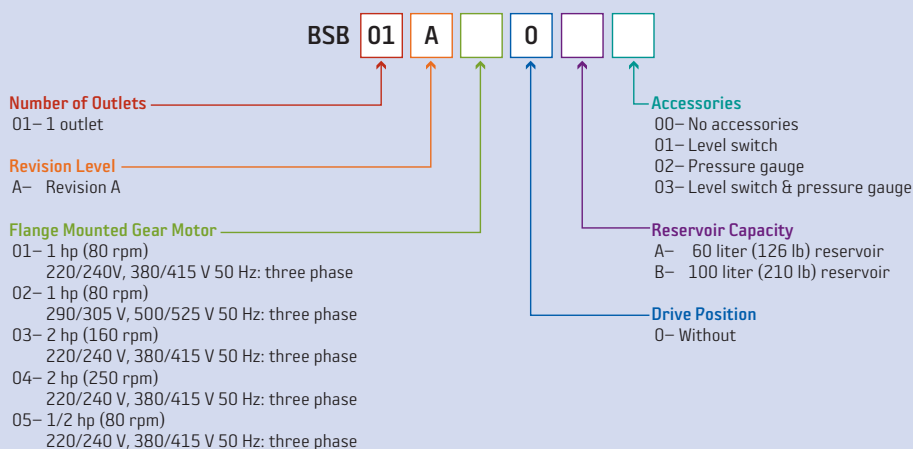 BSB 01 A 0
Number of Outlets
01– 1 outlet
Revision Level
A– Revision A
Flange Mounted Gear Motor
01– 1 hp (80 rpm)
220/240V, 380/415 V 50 Hz: three phase
02– 1 hp (80 rpm)
290/305 V, 500/525 V 50 Hz: three phase
03– 2 hp (160 rpm)
220/240 V, 380/415 V 50 Hz: three phase
04– 2 hp (250 rpm)
220/240 V, 380/415 V 50 Hz: three phase
05– 1/2 hp (80 rpm)
220/240 V, 380/415 V 50 Hz: three phase
Accessories
00– No accessories
01– Level switch
02– Pressure gauge
03– Level switch & pressure gauge
Reservoir Capacity
A– 60 liter (126 lb) reservoir
B– 100 liter (210 lb) reservoir
Drive Position
0– Without